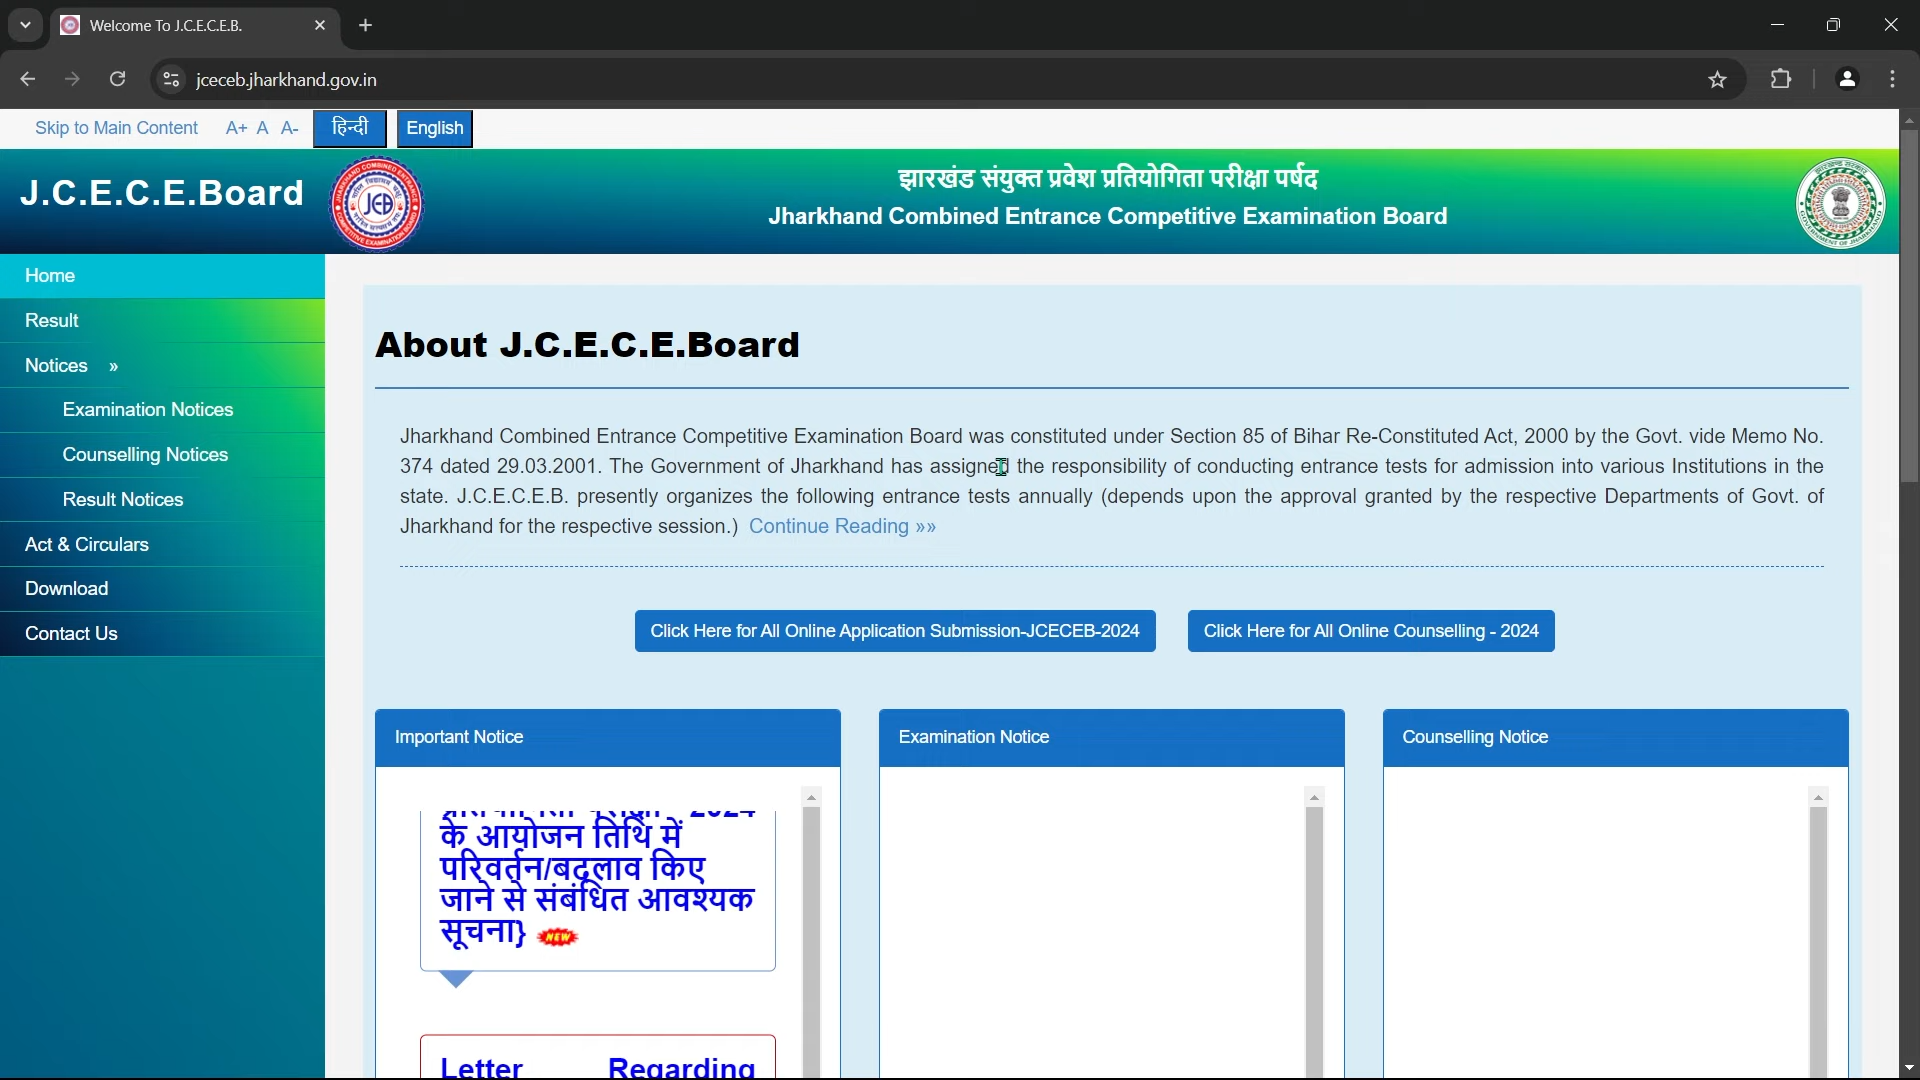 Welcome To J.C.E.C.E.B.
jceceb.jharkhand.gov.in
Skip to Main Content A+ A A- हिन्दी English
J.C.E.C.E.Board
JEB
झारखंड संयुक्त प्रवेश प्रतियोगिता परीक्षा पर्षद
Jharkhand Combined Entrance Competitive Examination Board
Home
Result
Notices »
Examination Notices
Counselling Notices
Result Notices
Act & Circulars
Download
Contact Us
About J.C.E.C.E.Board
Jharkhand Combined Entrance Competitive Examination Board was constituted under Section 85 of Bihar Re-Constituted Act, 2000 by the Govt. vide Memo No.
374 dated 29.03.2001. The Government of Jharkhand has assigned the responsibility of conducting entrance tests for admission into various Institutions in the
state. J.C.E.C.E.B. presently organizes the following entrance tests annually (depends upon the approval granted by the respective Departments of Govt. of
Jharkhand for the respective session.) Continue Reading »»
Click Here for All Online Application Submission-JCECEB-2024
Click Here for All Online Counselling - 2024
Important Notice
के आयोजन तिथि में
परिवर्तन/बदलाव किए
जाने से संबंधित आवश्यक
सूचना} NEW
Letter Regarding
Examination Notice
Counselling Notice